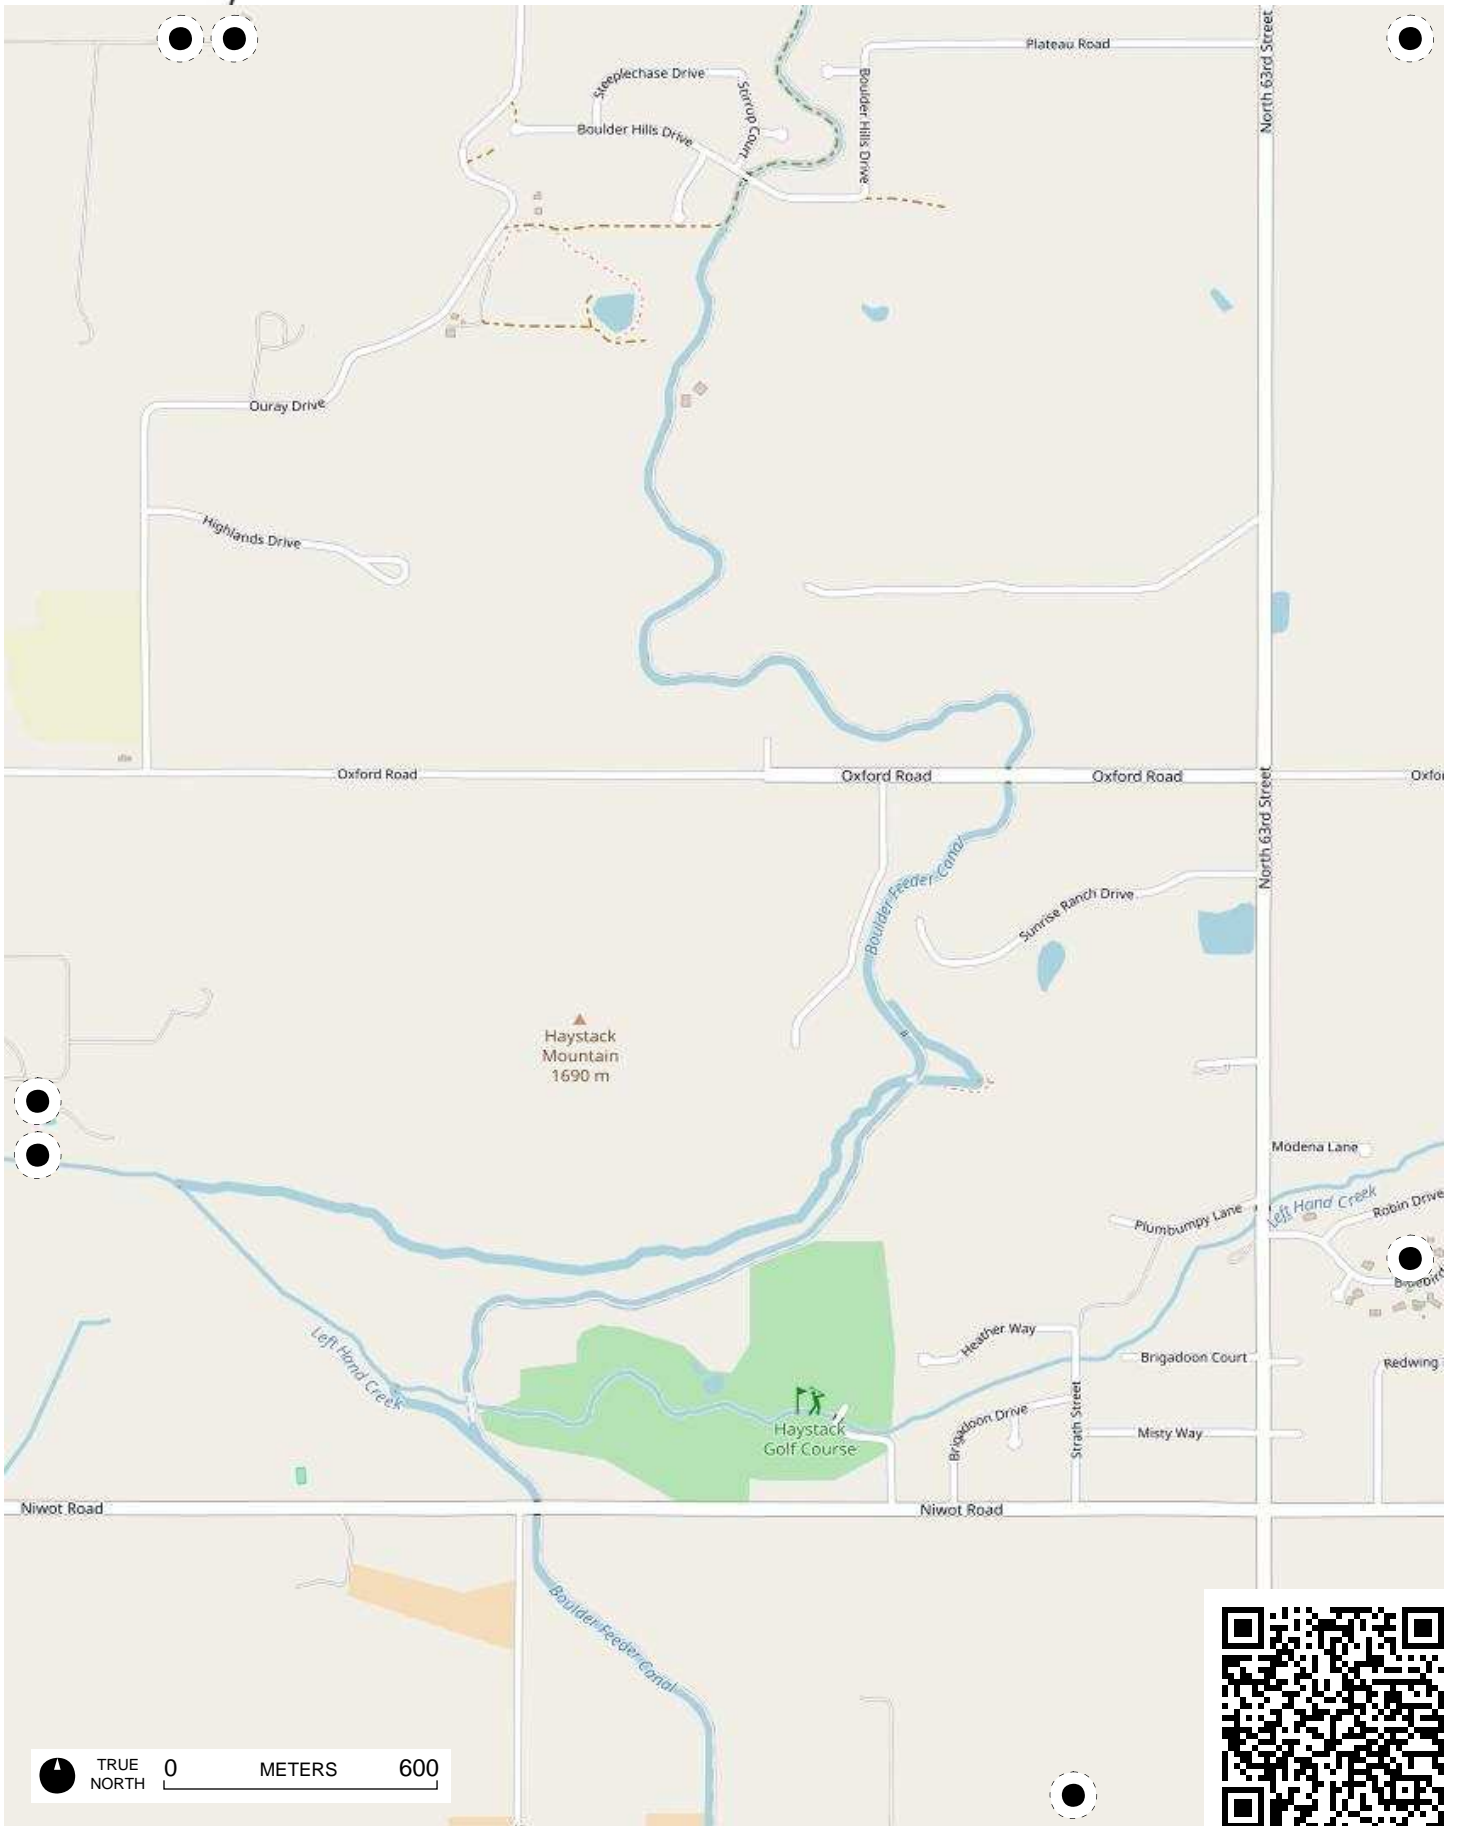 Plateau Road
North 63rd Street
Steeplechase Drive
Stirrup Court
Boulder Hills Drive
Boulder Hills Drive
Ouray Drive
Highlands Drive
Oxford Road
Oxford Road
Oxford Road
North 63rd Street
Boulder Feeder Canal
Sunrise Ranch Drive
Haystack
Mountain
1690 m
Modena Lane
Left Hand Creek
Plumbumpy Lane
Robin Drive
Heather Way
Brigadoon Court
Redwing
Left Hand Creek
Brigadoon Drive
Strath Street
Misty Way
Haystack
Golf Course
Niwot Road
Niwot Road
Boulder Feeder Canal
TRUE
NORTH
0 METERS 600